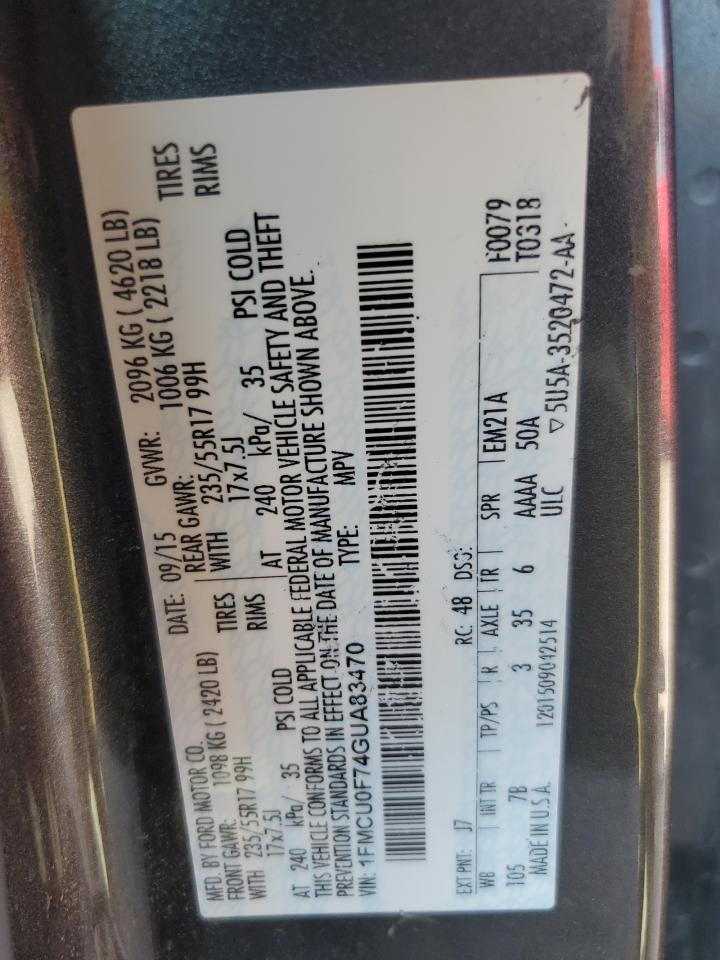 MFD. BY FORD MOTOR CO.
DATE: 09/15 GVWR: 2096 KG ( 4620 LB)
FRONT GAWR: 1098 KG ( 2420 LB) REAR GAWR: 1006 KG ( 2218 LB)
WITH 235/55R17 99H TIRES WITH 235/55R17 99H TIRES
17x7.5J RIMS 17x7.5J RIMS
AT 240 kPa/ 35 PSI COLD AT 240 kPa/ 35 PSI COLD
THIS VEHICLE CONFORMS TO ALL APPLICABLE FEDERAL MOTOR VEHICLE SAFETY AND THEFT
PREVENTION STANDARDS IN EFFECT ON THE DATE OF MANUFACTURE SHOWN ABOVE.
VIN: 1FMCU0F74GUA83470 TYPE: MPV
EXT PNT: J7 RC: 48 DSO:
WB INT TR TP/PS R AXLE TR SPR EM21A F0079
105 7B 3 35 6 AAAA 50A T0318
MADE IN U.S.A. 1201509042514 ULC ▽5U5A-3520472-AA